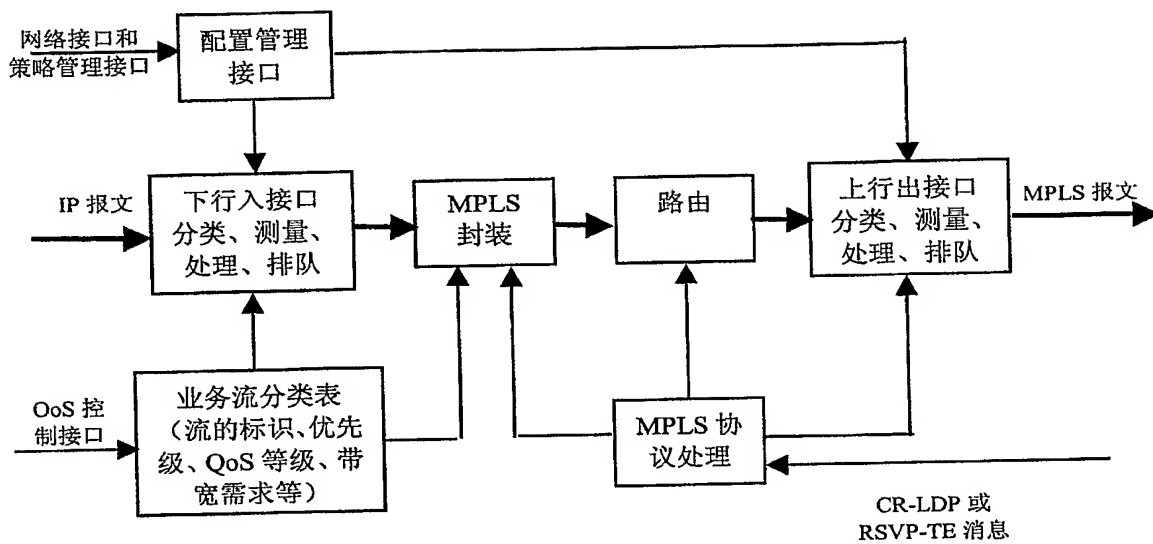 网络接口和
策略管理接口
配置管理
接口
IP 报文
下行入接口
分类、测量、
处理、排队
MPLS
封装
路由
上行出接口
分类、测量、
处理、排队
MPLS 报文
OoS 控
制接口
业务流分类表
（流的标识、优先
级、QoS 等级、带
宽需求等）
MPLS 协
议处理
CR-LDP 或
RSVP-TE 消息